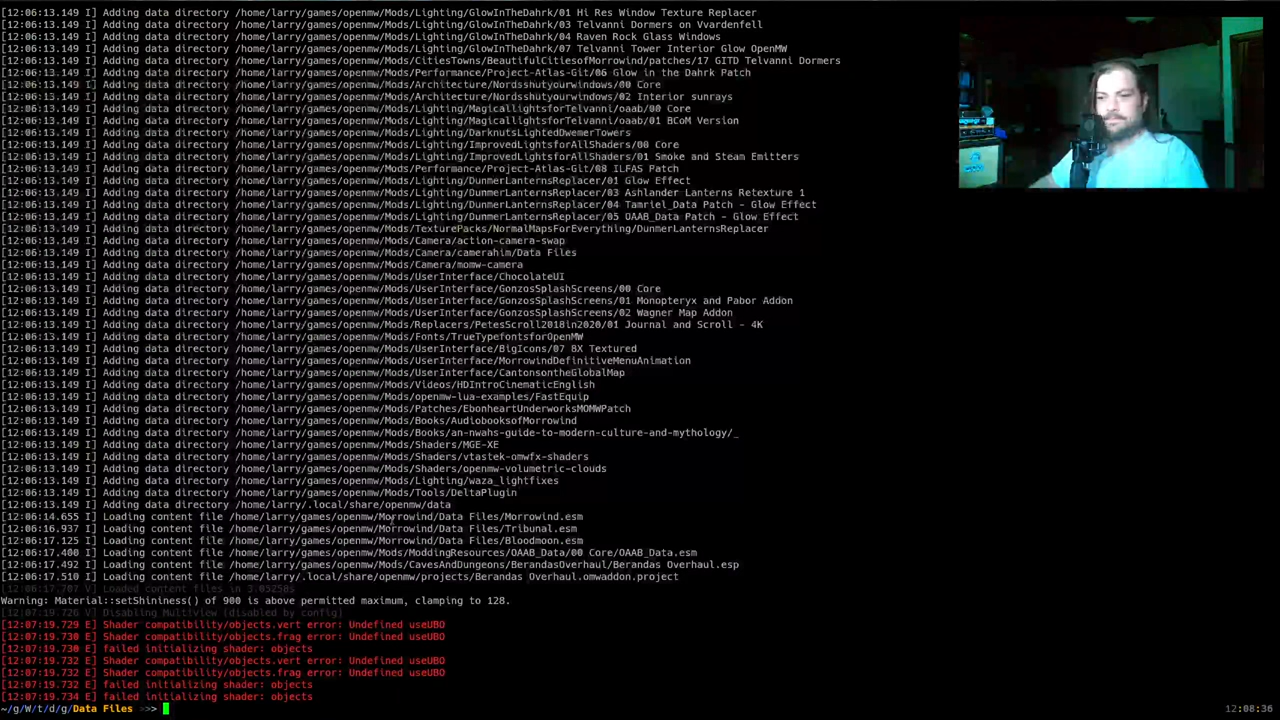 [12:06:13.149 I] Adding data directory /home/larry/games/openmw/Mods/Lighting/GlowInTheDahrk/01 Hi Res Window Texture Replacer
[12:06:13.149 I] Adding data directory /home/larry/games/openmw/Mods/Lighting/GlowInTheDahrk/03 Telvanni Dormers on Vvardenfell
[12:06:13.149 I] Adding data directory /home/larry/games/openmw/Mods/Lighting/GlowInTheDahrk/04 Raven Rock Glass Windows
[12:06:13.149 I] Adding data directory /home/larry/games/openmw/Mods/Lighting/GlowInTheDahrk/07 Telvanni Tower Interior Glow OpenMW
[12:06:13.149 I] Adding data directory /home/larry/games/openmw/Mods/CitiesTowns/BeautifulCitiesofMorrowind/patches/17 GITD Telvanni Dormers
[12:06:13.149 I] Adding data directory /home/larry/games/openmw/Mods/Performance/Project-Atlas-Git/06 Glow in the Dahrk Patch
[12:06:13.149 I] Adding data directory /home/larry/games/openmw/Mods/Architecture/Nordsshutyourwindows/00 Core
[12:06:13.149 I] Adding data directory /home/larry/games/openmw/Mods/Architecture/Nordsshutyourwindows/02 Interior sunrays
[12:06:13.149 I] Adding data directory /home/larry/games/openmw/Mods/Lighting/MagicallightsforTelvanni/oaab/00 Core
[12:06:13.149 I] Adding data directory /home/larry/games/openmw/Mods/Lighting/MagicallightsforTelvanni/oaab/01 BCoM Version
[12:06:13.149 I] Adding data directory /home/larry/games/openmw/Mods/Lighting/DarknutsLightedDwemerTowers
[12:06:13.149 I] Adding data directory /home/larry/games/openmw/Mods/Lighting/ImprovedLightsforAllShaders/00 Core
[12:06:13.149 I] Adding data directory /home/larry/games/openmw/Mods/Lighting/ImprovedLightsforAllShaders/01 Smoke and Steam Emitters
[12:06:13.149 I] Adding data directory /home/larry/games/openmw/Mods/Performance/Project-Atlas-Git/08 ILFAS Patch
[12:06:13.149 I] Adding data directory /home/larry/games/openmw/Mods/Lighting/DunmerLanternsReplacer/01 Glow Effect
[12:06:13.149 I] Adding data directory /home/larry/games/openmw/Mods/Lighting/DunmerLanternsReplacer/03 Ashlander Lanterns Retexture 1
[12:06:13.149 I] Adding data directory /home/larry/games/openmw/Mods/Lighting/DunmerLanternsReplacer/04 Tamriel_Data Patch - Glow Effect
[12:06:13.149 I] Adding data directory /home/larry/games/openmw/Mods/Lighting/DunmerLanternsReplacer/05 OAAB_Data Patch - Glow Effect
[12:06:13.149 I] Adding data directory /home/larry/games/openmw/Mods/TexturePacks/NormalMapsForEverything/DunmerLanternsReplacer
[12:06:13.149 I] Adding data directory /home/larry/games/openmw/Mods/Camera/action-camera-swap
[12:06:13.149 I] Adding data directory /home/larry/games/openmw/Mods/Camera/camerahim/Data Files
[12:06:13.149 I] Adding data directory /home/larry/games/openmw/Mods/Camera/momw-camera
[12:06:13.149 I] Adding data directory /home/larry/games/openmw/Mods/UserInterface/ChocolateUI
[12:06:13.149 I] Adding data directory /home/larry/games/openmw/Mods/UserInterface/GonzosSplashScreens/00 Core
[12:06:13.149 I] Adding data directory /home/larry/games/openmw/Mods/UserInterface/GonzosSplashScreens/01 Monopteryx and Pabor Addon
[12:06:13.149 I] Adding data directory /home/larry/games/openmw/Mods/UserInterface/GonzosSplashScreens/02 Wagner Map Addon
[12:06:13.149 I] Adding data directory /home/larry/games/openmw/Mods/Replacers/PetesScroll2018in2020/01 Journal and Scroll - 4K
[12:06:13.149 I] Adding data directory /home/larry/games/openmw/Mods/Fonts/TrueTypefontsforOpenMW
[12:06:13.149 I] Adding data directory /home/larry/games/openmw/Mods/UserInterface/BigIcons/07 8X Textured
[12:06:13.149 I] Adding data directory /home/larry/games/openmw/Mods/UserInterface/MorrowindDefinitiveMenuAnimation
[12:06:13.149 I] Adding data directory /home/larry/games/openmw/Mods/UserInterface/CantonsontheGlobalMap
[12:06:13.149 I] Adding data directory /home/larry/games/openmw/Mods/Videos/HDIntroCinematicEnglish
[12:06:13.149 I] Adding data directory /home/larry/games/openmw/Mods/openmw-lua-examples/FastEquip
[12:06:13.149 I] Adding data directory /home/larry/games/openmw/Mods/Patches/EbonheartUnderworksMOMWPatch
[12:06:13.149 I] Adding data directory /home/larry/games/openmw/Mods/Books/AudiobooksofMorrowind
[12:06:13.149 I] Adding data directory /home/larry/games/openmw/Mods/Books/an-nwahs-guide-to-modern-culture-and-mythology/_
[12:06:13.149 I] Adding data directory /home/larry/games/openmw/Mods/Shaders/MGE-XE
[12:06:13.149 I] Adding data directory /home/larry/games/openmw/Mods/Shaders/vtastek-omwfx-shaders
[12:06:13.149 I] Adding data directory /home/larry/games/openmw/Mods/Shaders/openmw-volumetric-clouds
[12:06:13.149 I] Adding data directory /home/larry/games/openmw/Mods/Lighting/waza_lightfixes
[12:06:13.149 I] Adding data directory /home/larry/games/openmw/Mods/Tools/DeltaPlugin
[12:06:13.149 I] Adding data directory /home/larry/.local/share/openmw/data
[12:06:14.655 I] Loading content file /home/larry/games/openmw/Morrowind/Data Files/Morrowind.esm
[12:06:16.937 I] Loading content file /home/larry/games/openmw/Morrowind/Data Files/Tribunal.esm
[12:06:17.125 I] Loading content file /home/larry/games/openmw/Morrowind/Data Files/Bloodmoon.esm
[12:06:17.400 I] Loading content file /home/larry/games/openmw/Mods/ModdingResources/OAAB_Data/00 Core/OAAB_Data.esm
[12:06:17.492 I] Loading content file /home/larry/games/openmw/Mods/CavesAndDungeons/BerandasOverhaul/Berandas Overhaul.esp
[12:06:17.510 I] Loading content file /home/larry/.local/share/openmw/projects/Berandas Overhaul.omwaddon.project
[12:06:17.707 V] Loaded content files in 3.05258s
Warning: Material::setShininess() of 900 is above permitted maximum, clamping to 128.
[12:07:19.726 V] Disabling Multiview (disabled by config)
[12:07:19.729 E] Shader compatibility/objects.vert error: Undefined useUBO
[12:07:19.730 E] Shader compatibility/objects.frag error: Undefined useUBO
[12:07:19.730 E] failed initializing shader: objects
[12:07:19.732 E] Shader compatibility/objects.vert error: Undefined useUBO
[12:07:19.732 E] Shader compatibility/objects.frag error: Undefined useUBO
[12:07:19.732 E] failed initializing shader: objects
[12:07:19.734 E] failed initializing shader: objects
~/g/W/t/d/g/Data Files >>>
12:08:36